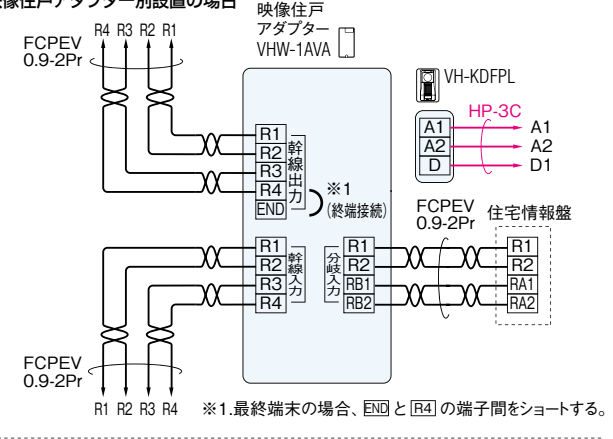 像住戸アダプター別設置の場合
映像住戸
アダプター
VHW-1AVA
R4 R3 R2 R1
FCPEV
0.9-2Pr
VH-KDFPL
HP-3C
A1 A1
A2 A2
D D1
R1
R2
R3
R4
END
幹線出力
※1
(終端接続)
FCPEV
0.9-2Pr
住宅情報盤
R1
R2
R3
R4
幹線入力
分岐入力
R1
R2
RB1
RB2
R1
R2
RA1
RA2
FCPEV
0.9-2Pr
R1 R2 R3 R4
※1.最終端末の場合、ENDとR4の端子間をショートする。